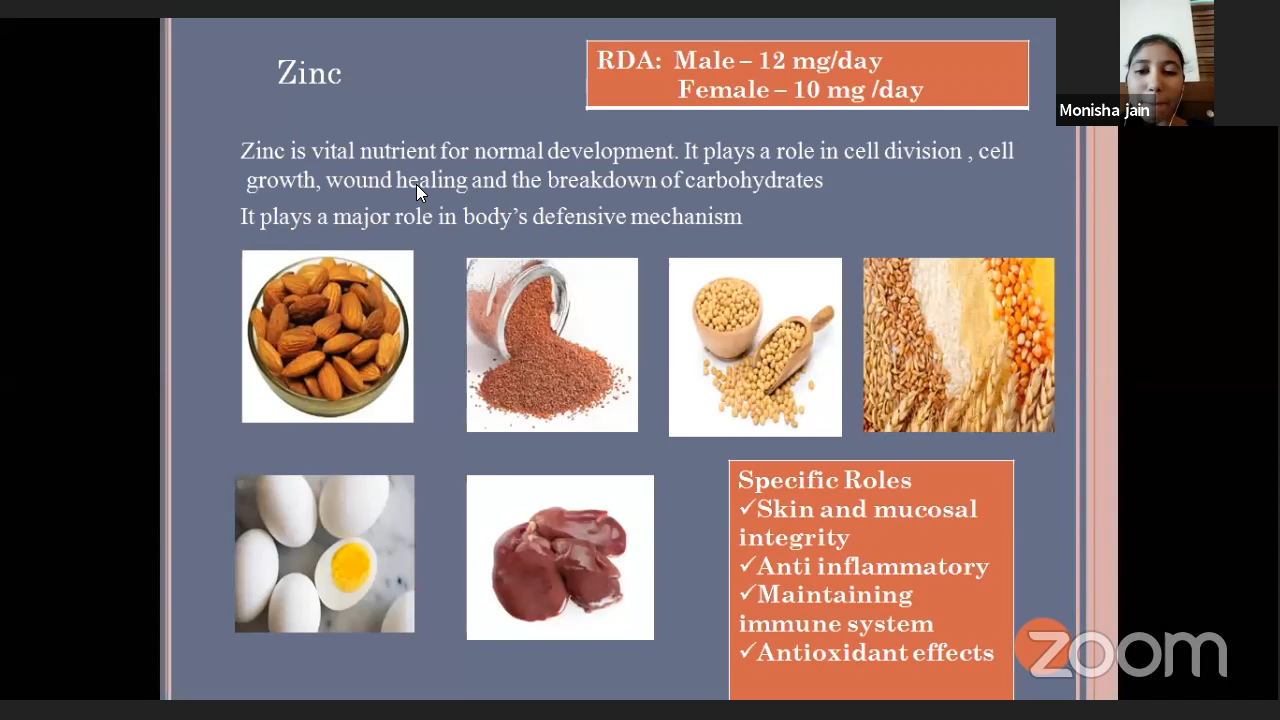 Zinc
RDA: Male – 12 mg/day
Female – 10 mg /day
Monisha jain
Zinc is vital nutrient for normal development. It plays a role in cell division , cell
growth, wound healing and the breakdown of carbohydrates
It plays a major role in body’s defensive mechanism
Specific Roles
✓Skin and mucosal
integrity
✓Anti inflammatory
✓Maintaining
immune system
✓Antioxidant effects
zoom